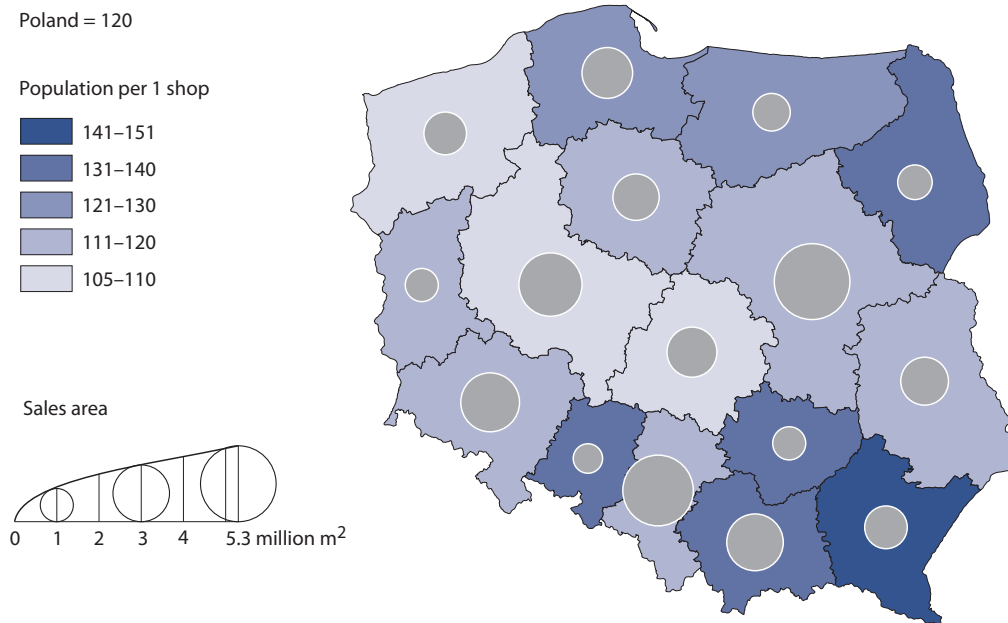 Poland = 120
Population per 1 shop
141–151
131–140
121–130
111–120
105–110
Sales area
0 1 2 3 4 5.3 million m²